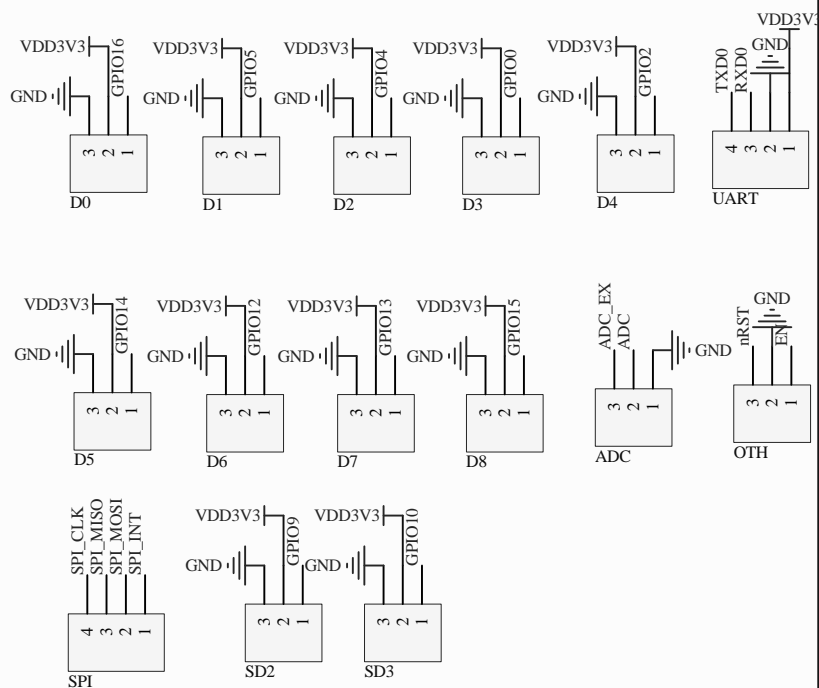 VDD3V3
GPIO16
GND
3 2 1
D0
VDD3V3
GPIO5
GND
3 2 1
D1
VDD3V3
GPIO4
GND
3 2 1
D2
VDD3V3
GPIO0
GND
3 2 1
D3
VDD3V3
GPIO2
GND
3 2 1
D4
VDD3V3
GND
TXD0
RXD0
4 3 2 1
UART
VDD3V3
GPIO14
GND
3 2 1
D5
VDD3V3
GPIO12
GND
3 2 1
D6
VDD3V3
GPIO13
GND
3 2 1
D7
VDD3V3
GPIO15
GND
3 2 1
D8
ADC_EX
ADC
GND
3 2 1
ADC
GND
nRST
EN
3 2 1
OTH
SPI_CLK
SPI_MISO
SPI_MOSI
SPI_INT
4 3 2 1
SPI
VDD3V3
GPIO9
GND
3 2 1
SD2
VDD3V3
GPIO10
GND
3 2 1
SD3